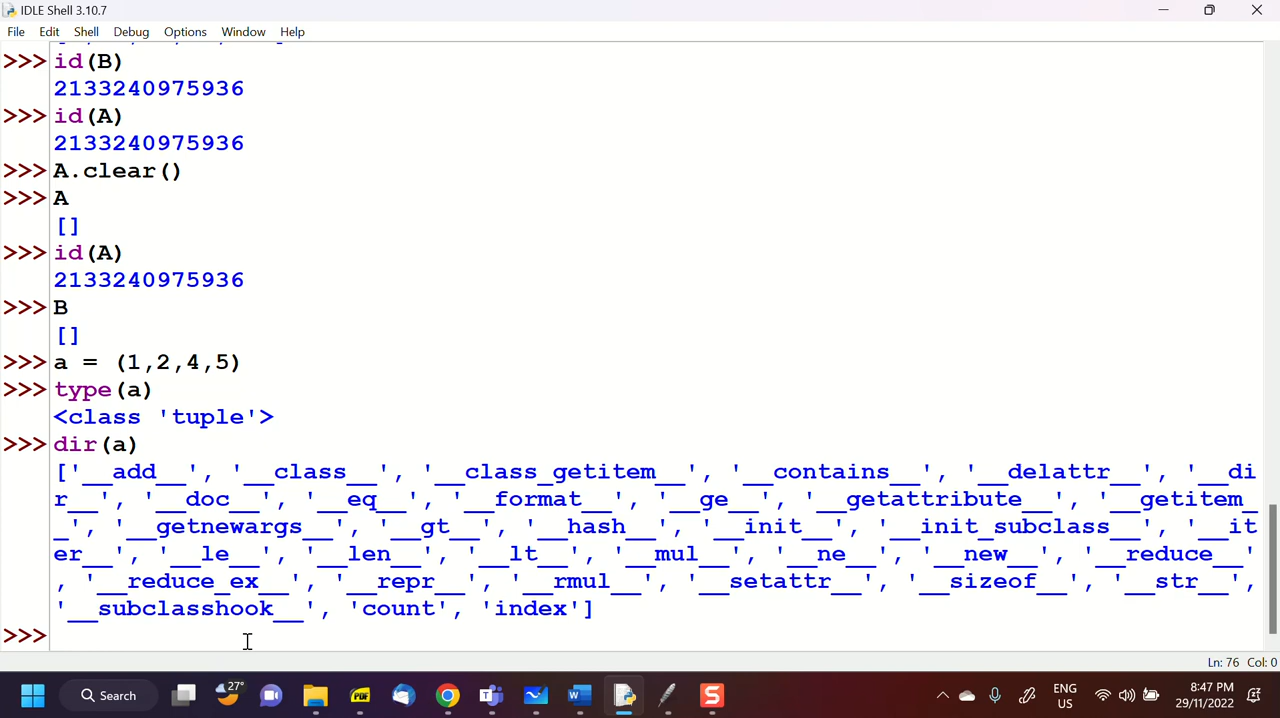 IDLE Shell 3.10.7
File Edit Shell Debug Options Window Help
>>> id(B)
2133240975936
>>> id(A)
2133240975936
>>> A.clear()
>>> A
[]
>>> id(A)
2133240975936
>>> B
[]
>>> a = (1,2,4,5)
>>> type(a)
<class 'tuple'>
>>> dir(a)
['__add__', '__class__', '__class_getitem__', '__contains__', '__delattr__', '__di
r__', '__doc__', '__eq__', '__format__', '__ge__', '__getattribute__', '__getitem_
_', '__getnewargs__', '__gt__', '__hash__', '__init__', '__init_subclass__', '__it
er__', '__le__', '__len__', '__lt__', '__mul__', '__ne__', '__new__', '__reduce__'
, '__reduce_ex__', '__repr__', '__rmul__', '__setattr__', '__sizeof__', '__str__',
'__subclasshook__', 'count', 'index']
>>>
Ln: 76 Col: 0
Search 27° PDF ENG 8:47 PM
US 29/11/2022